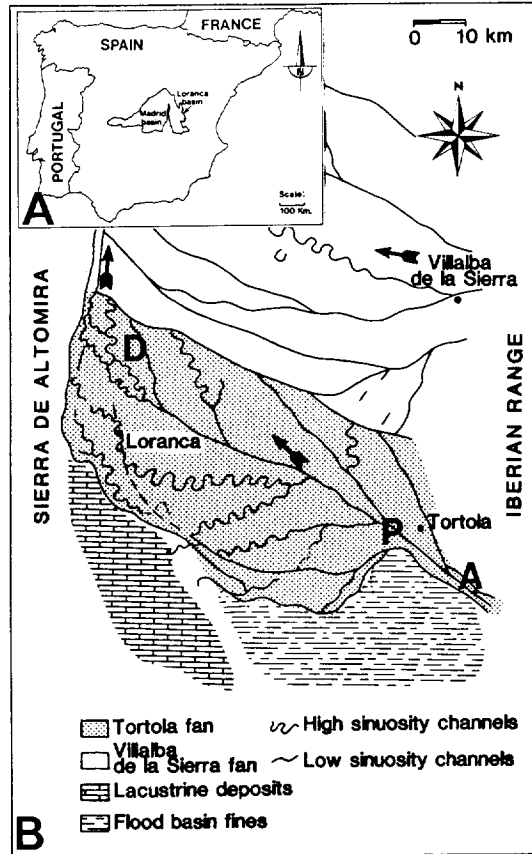 FRANCE
SPAIN
PORTUGAL
Loranca
basin
Madrid
basin
N
Scale:
100 Km.
A
0 10 km
N
Villalba
de la Sierra
SIERRA DE ALTOMIRA
IBERIAN RANGE
D
Loranca
P
Tortola
A
Tortola fan
Villalba
de la Sierra fan
Lacustrine deposits
Flood basin fines
High sinuosity channels
Low sinuosity channels
B